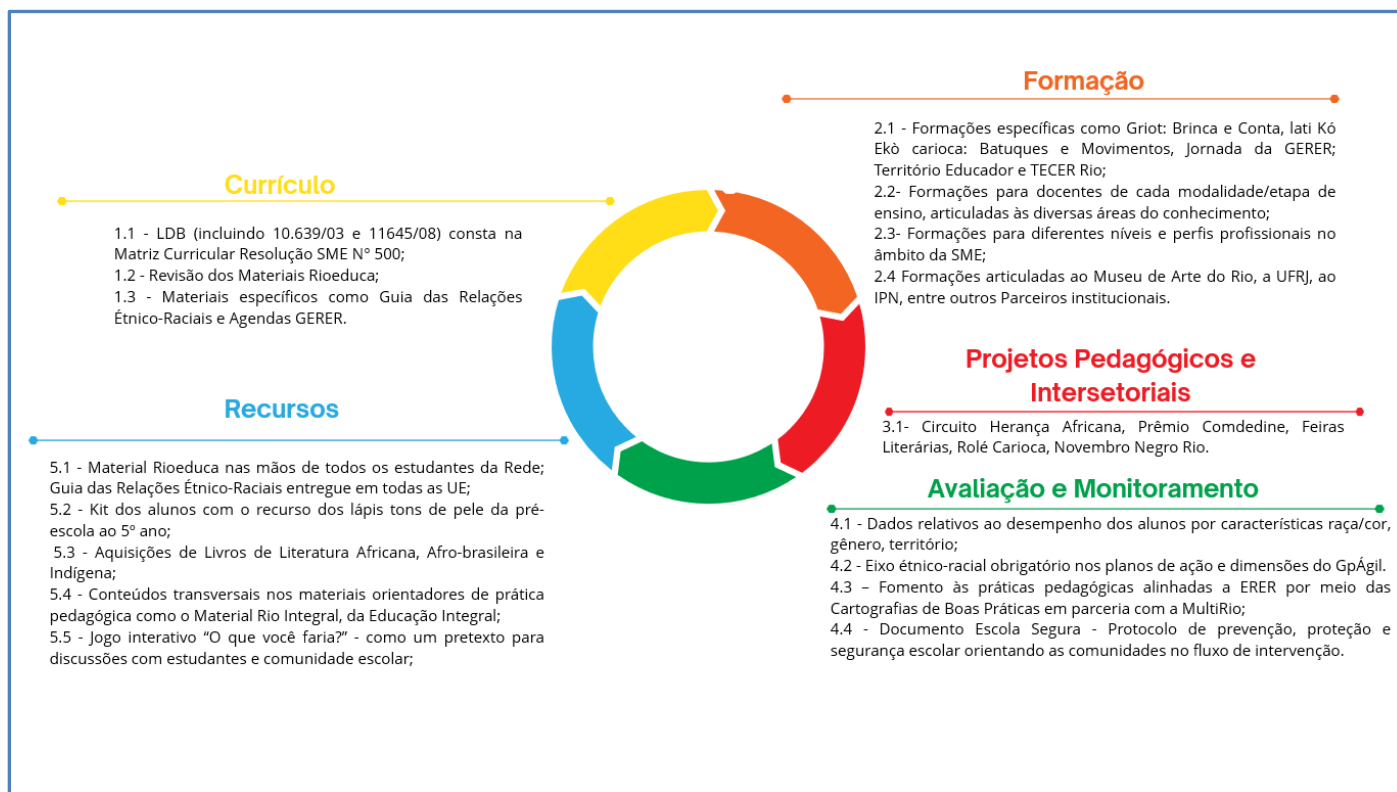 Currículo
1.1 - LDB (incluindo 10.639/03 e 11645/08) consta na
Matriz Curricular Resolução SME Nº 500;
1.2 - Revisão dos Materiais Rioeduca;
1.3 - Materiais específicos como Guia das Relações
Étnico-Raciais e Agendas GERER.
Formação
2.1 - Formações específicas como Griot: Brinca e Conta, Iati Kó
Ekò carioca: Batuques e Movimentos, Jornada da GERER;
Território Educador e TECER Rio;
2.2- Formações para docentes de cada modalidade/etapa de
ensino, articuladas às diversas áreas do conhecimento;
2.3- Formações para diferentes níveis e perfis profissionais no
âmbito da SME;
2.4 Formações articuladas ao Museu de Arte do Rio, a UFRJ, ao
IPN, entre outros Parceiros institucionais.
Projetos Pedagógicos e
Intersetoriais
3.1- Circuito Herança Africana, Prêmio Comdedine, Feiras
Literárias, Rolé Carioca, Novembro Negro Rio.
Avaliação e Monitoramento
4.1 - Dados relativos ao desempenho dos alunos por características raça/cor,
gênero, território;
4.2 - Eixo étnico-racial obrigatório nos planos de ação e dimensões do GpÁgil.
4.3 – Fomento às práticas pedagógicas alinhadas a ERER por meio das
Cartografias de Boas Práticas em parceria com a MultiRio;
4.4 - Documento Escola Segura - Protocolo de prevenção, proteção e
segurança escolar orientando as comunidades no fluxo de intervenção.
Recursos
5.1 - Material Rioeduca nas mãos de todos os estudantes da Rede;
Guia das Relações Étnico-Raciais entregue em todas as UE;
5.2 - Kit dos alunos com o recurso dos lápis tons de pele da pré-
escola ao 5º ano;
5.3 - Aquisições de Livros de Literatura Africana, Afro-brasileira e
Indígena;
5.4 - Conteúdos transversais nos materiais orientadores de prática
pedagógica como o Material Rio Integral, da Educação Integral;
5.5 - Jogo interativo “O que você faria?” - como um pretexto para
discussões com estudantes e comunidade escolar;